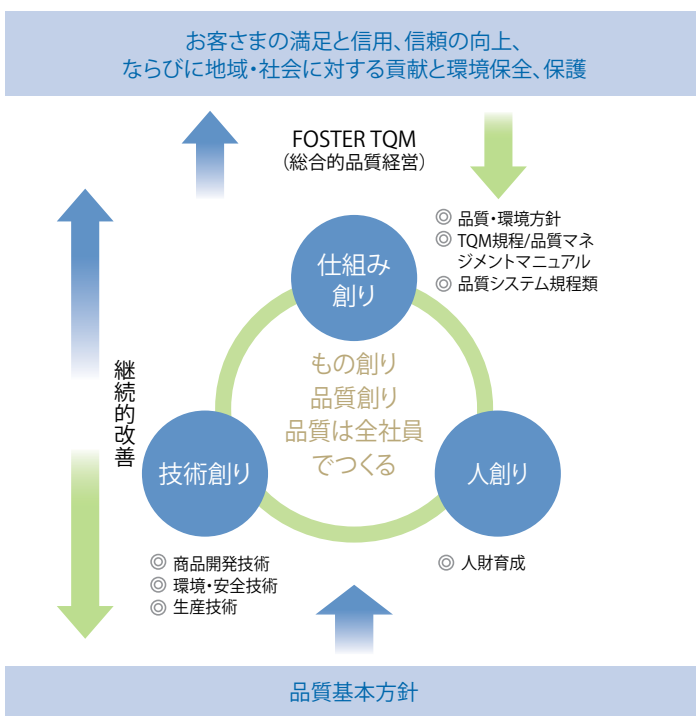 お客さまの満足と信用、信頼の向上、
ならびに地域・社会に対する貢献と環境保全、保護
FOSTER TQM
（総合的品質経営）
◎ 品質・環境方針
◎ TQM規程/品質マネ
ジメントマニュアル
◎ 品質システム規程類
仕組み
創り
継続的改善
もの創り
品質創り
品質は全社員
でつくる
技術創り
人創り
◎ 商品開発技術
◎ 環境・安全技術
◎ 生産技術
◎ 人財育成
品質基本方針